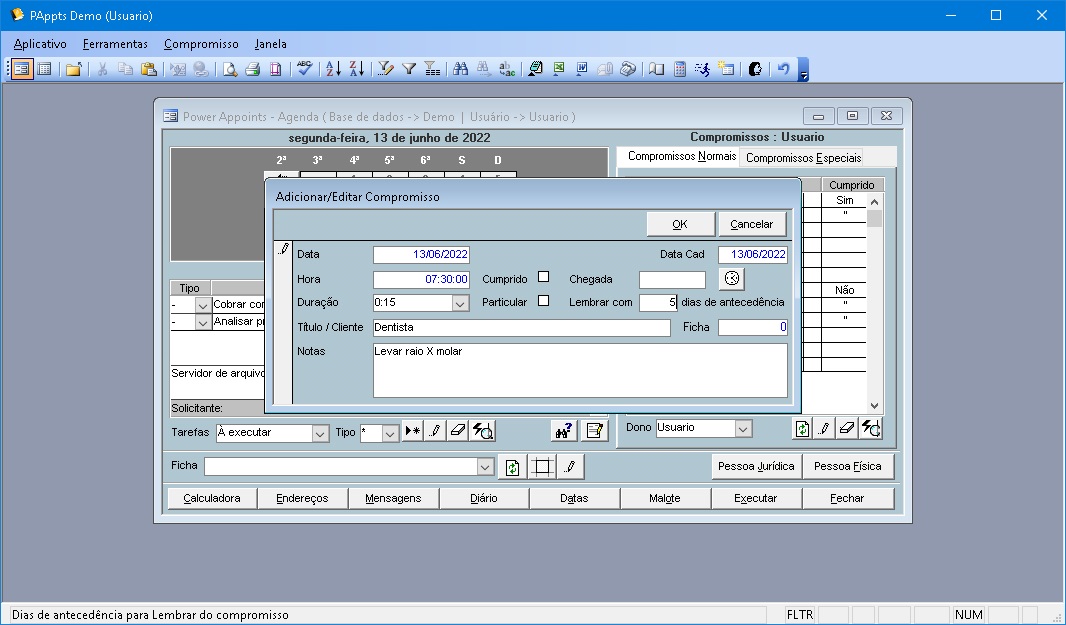 PAppts Demo (Usuario)
Aplicativo Ferramentas Compromisso Janela
Power Appoints - Agenda ( Base de dados -> Demo | Usuário -> Usuario )
segunda-feira, 13 de junho de 2022
Compromissos : Usuario
2ª 3ª 4ª 5ª 6ª S D
Compromissos Normais Compromissos Especiais
Adicionar/Editar Compromisso
Cumprido
Sim
"
OK Cancelar
Data 13/06/2022 Data Cad 13/06/2022
Hora 07:30:00 Cumprido Chegada
Não
"
"
Duração 0:15 Particular Lembrar com 5 dias de antecedência
Título / Cliente Dentista Ficha 0
Notas Levar raio X molar
Tipo
- Cobrar
- Analisar
Servidor de arquivo
Solicitante:
Tarefas À executar Tipo *
Dono Usuario
Ficha
Pessoa Jurídica Pessoa Física
Calculadora Endereços Mensagens Diário Datas Malote Executar Fechar
Dias de antecedência para Lembrar do compromisso FLTR NUM